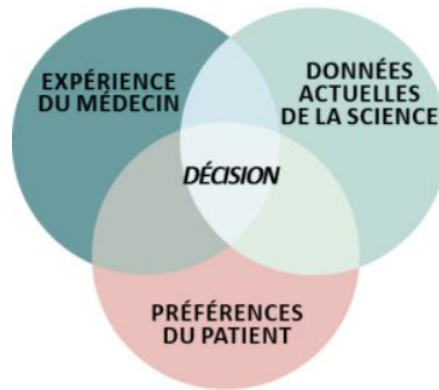 EXPÉRIENCE
DU MÉDECIN
DONNÉES
ACTUELLES
DE LA SCIENCE
DÉCISION
PRÉFÉRENCES
DU PATIENT